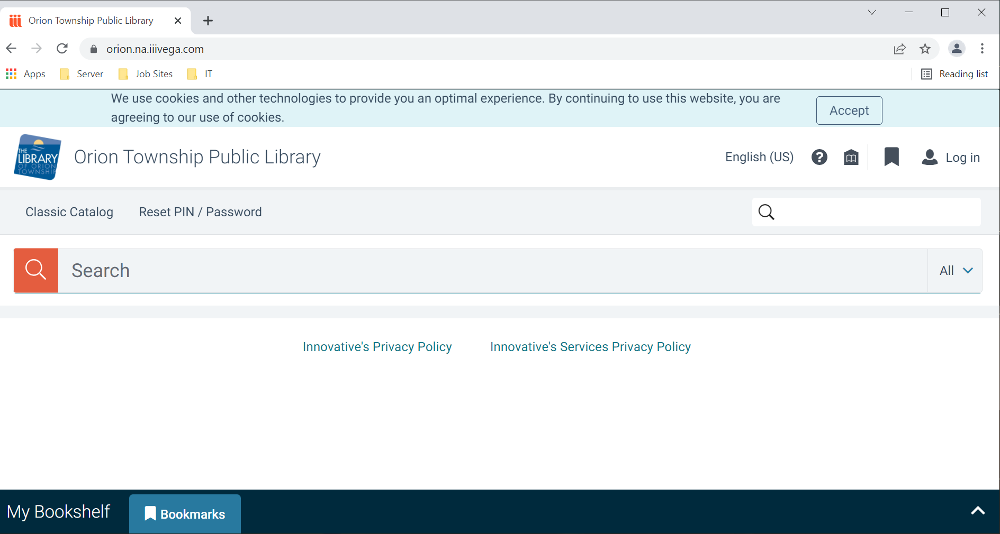 Orion Township Public Library
orion.na.iiivega.com
Apps Server Job Sites IT Reading list
We use cookies and other technologies to provide you an optimal experience. By continuing to use this website, you are
agreeing to our use of cookies.
Accept
THE
LIBRARY
OF ORION
TOWNSHIP
Orion Township Public Library
English (US)
Log in
Classic Catalog Reset PIN / Password
Search
All
Innovative's Privacy Policy Innovative's Services Privacy Policy
My Bookshelf Bookmarks